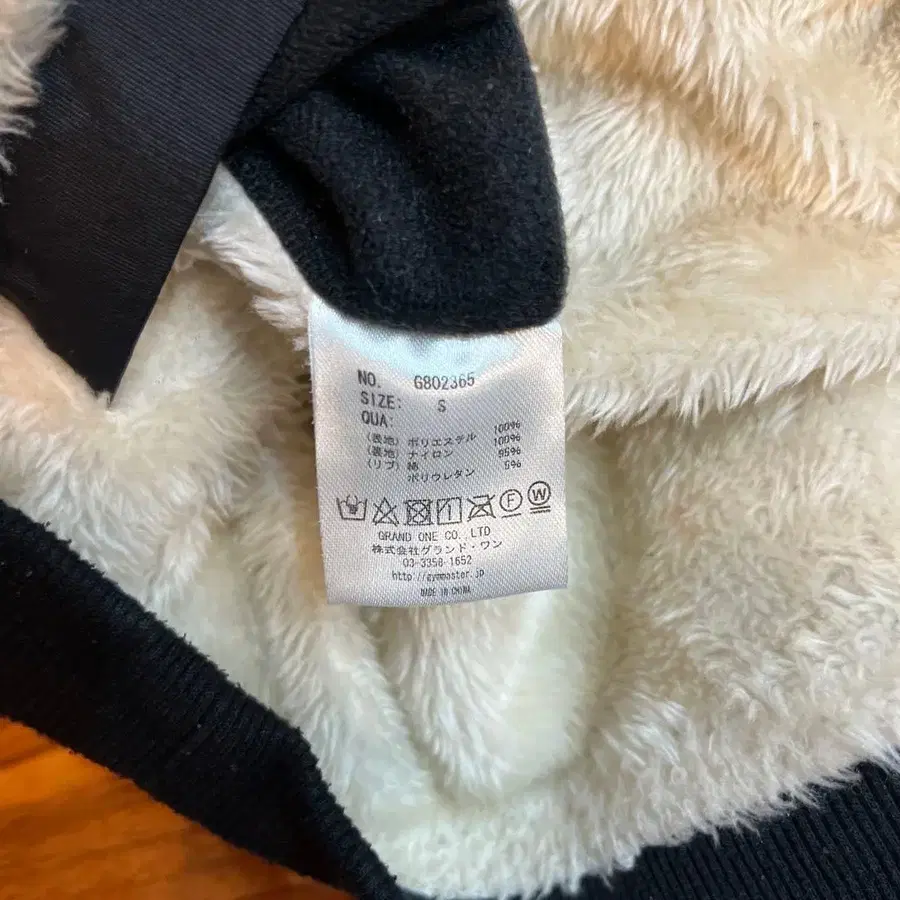 NO. G802365
SIZE: S
QUA:
100%
(表地) ポリエステル 100%
(裏地) ナイロン 95%
(リブ) 綿 5%
ポリウレタン
F W
GRAND ONE CO., LTD
株式会社グランド・ワン
03-3358-1652
http://gymmaster.jp
MADE IN CHINA